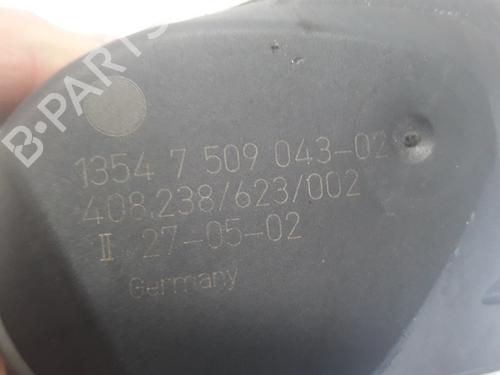 B-PARTS
1354 7 509 043-02
408.238/623/002
II 27-05-02
Germany